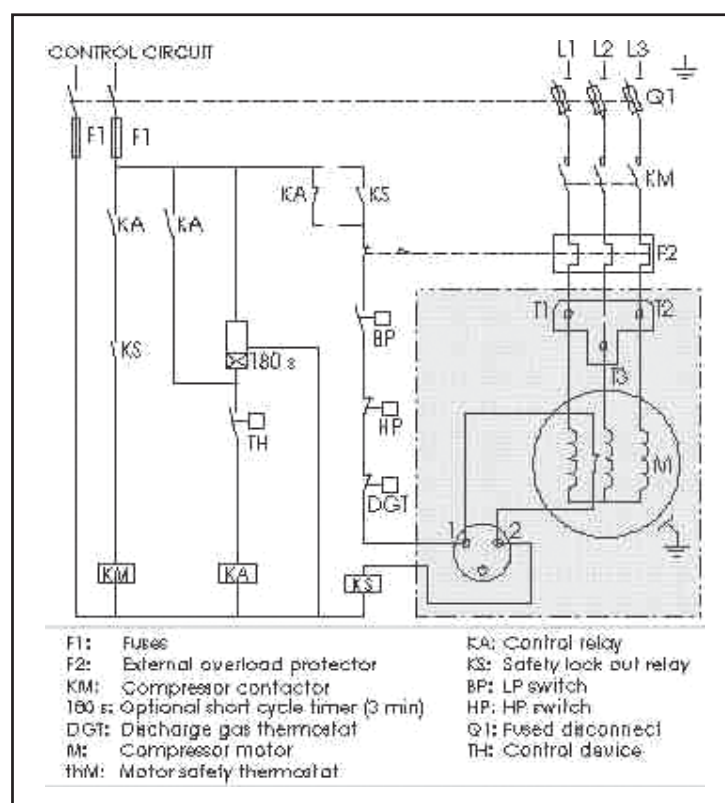 CONTROL CIRCUIT
L1 L2 L3
F1 F1
Q1
KA KS
KM
KA KA
F2
BP
T1 T2
KS
180 s
T3
HP
TH
M
DGT
1 2
KM KA KS
F1: Fuses
F2: External overload protector
KM: Compressor contactor
180 s: Optional short cycle timer (3 min)
DGT: Discharge gas thermostat
M: Compressor motor
thM: Motor safety thermostat
KA: Control relay
KS: Safety lock out relay
BP: LP switch
HP: HP switch
Q1: Fused disconnect
TH: Control device